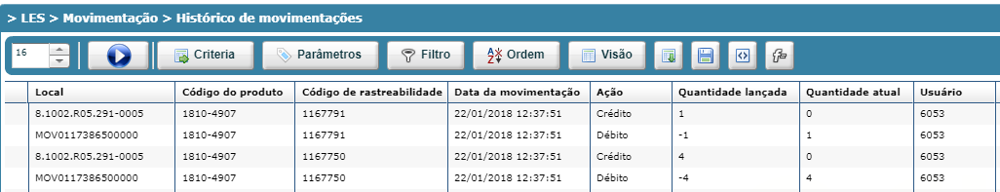 > LES > Movimentação > Histórico de movimentações
16 Criteria Parâmetros Filtro Ordem Visão
Local Código do produto Código de rastreabilidade Data da movimentação Ação Quantidade lançada Quantidade atual Usuário
8.1002.R05.291-0005 1810-4907 1167791 22/01/2018 12:37:51 Crédito 1 0 6053
MOV0117386500000 1810-4907 1167791 22/01/2018 12:37:51 Débito -1 1 6053
8.1002.R05.291-0005 1810-4907 1167750 22/01/2018 12:37:51 Crédito 4 0 6053
MOV0117386500000 1810-4907 1167750 22/01/2018 12:37:51 Débito -4 4 6053